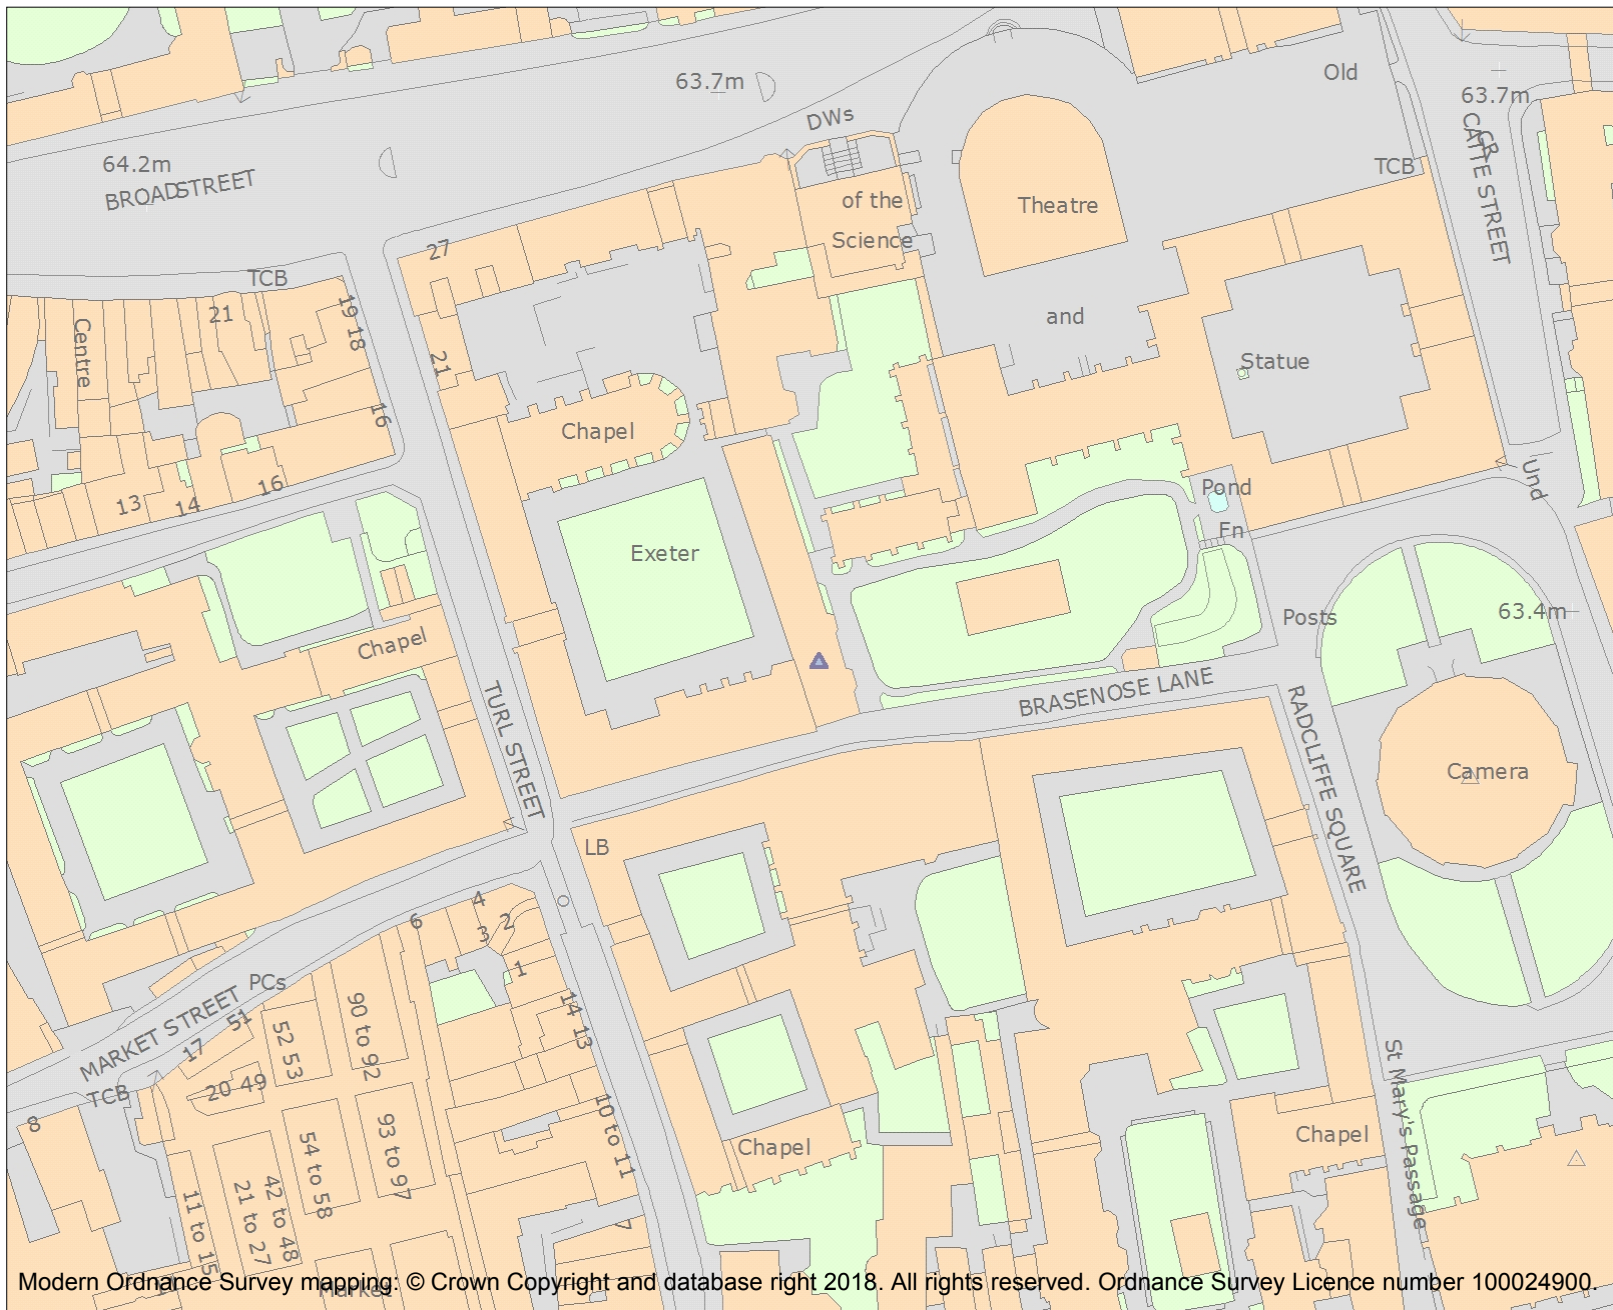 63.7m
Old
63.7m
DWs
GR
CATTE STREET
64.2m
BROAD STREET
TCB
of the
Science
Theatre
27
TCB
21
19 18
Centre
and
21
Statue
16
Chapel
13
14
16
Pond
Und
Fn
Exeter
Posts
63.4m
Chapel
BRASENOSE LANE
TURL STREET
RADCLIFFE SQUARE
Camera
LB
4
2
3
6
1
PCs
MARKET STREET
51
17
52 53
90 to 92
14 13
20 49
TCB
8
St Mary's Passage
54 to 58
93 to 97
10 to 11
Chapel
Chapel
11 to 15
21 to 27
42 to 48
7
Market
Modern Ordnance Survey mapping: © Crown Copyright and database right 2018. All rights reserved. Ordnance Survey Licence number 100024900.